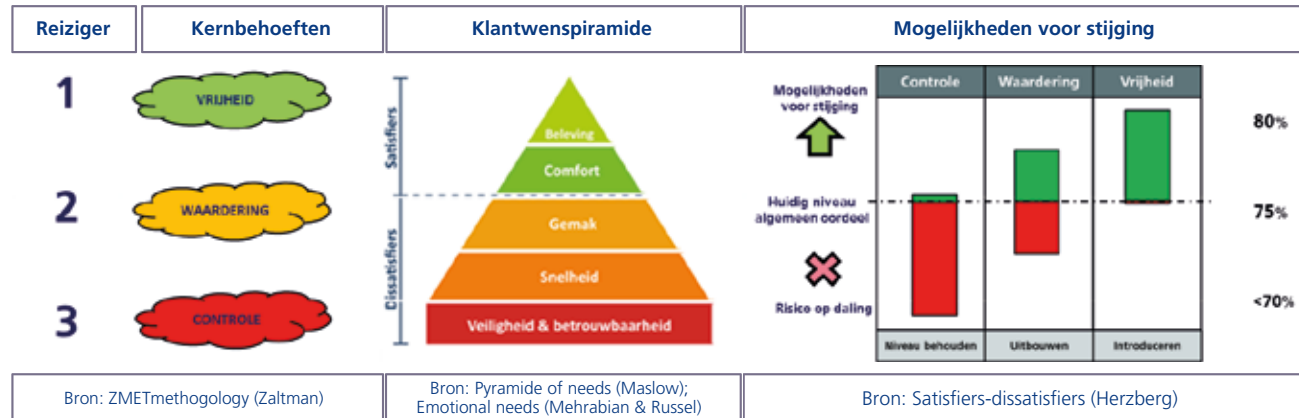 Reiziger
Kernbehoeften
Klantwenspiramide
Mogelijkheden voor stijging
1
VRIJHEID
2
WAARDERING
3
CONTROLE
Satisfiers
Dissatisfiers
Beleving
Comfort
Gemak
Snelheid
Veiligheid & betrouwbaarheid
Mogelijkheden
voor stijging
Huidig niveau
algemeen oordeel
Risico op daling
Controle
Waardering
Vrijheid
80%
75%
<70%
Niveau behouden
Uitbouwen
Introduceren
Bron: ZMETmethogology (Zaltman)
Bron: Pyramide of needs (Maslow);
Emotional needs (Mehrabian & Russel)
Bron: Satisfiers-dissatisfiers (Herzberg)